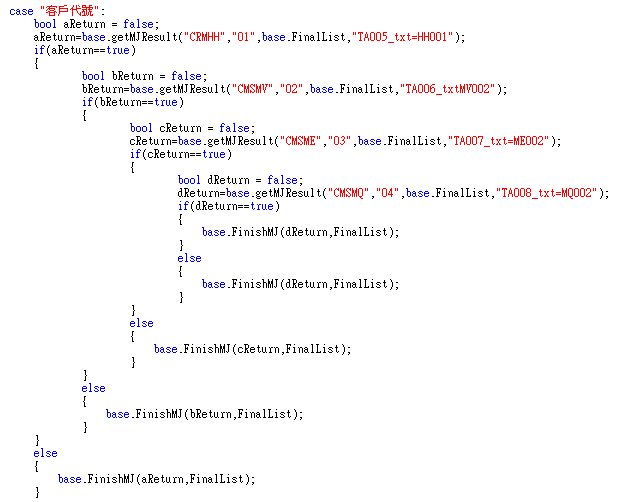 case "客戶代號":
bool aReturn = false;
aReturn=base.getMJResult("CRMHH","01",base.FinalList,"TA005_txt=HH001");
if(aReturn==true)
{
bool bReturn = false;
bReturn=base.getMJResult("CMSMV","02",base.FinalList,"TA006_txtMV002");
if(bReturn==true)
{
bool cReturn = false;
cReturn=base.getMJResult("CMSME","03",base.FinalList,"TA007_txt=ME002");
if(cReturn==true)
{
bool dReturn = false;
dReturn=base.getMJResult("CMSMQ","04",base.FinalList,"TA008_txt=MQ002");
if(dReturn==true)
{
base.FinishMJ(dReturn,FinalList);
}
else
{
base.FinishMJ(dReturn,FinalList);
}
}
else
{
base.FinishMJ(cReturn,FinalList);
}
}
else
{
base.FinishMJ(bReturn,FinalList);
}
}
else
{
base.FinishMJ(aReturn,FinalList);
}